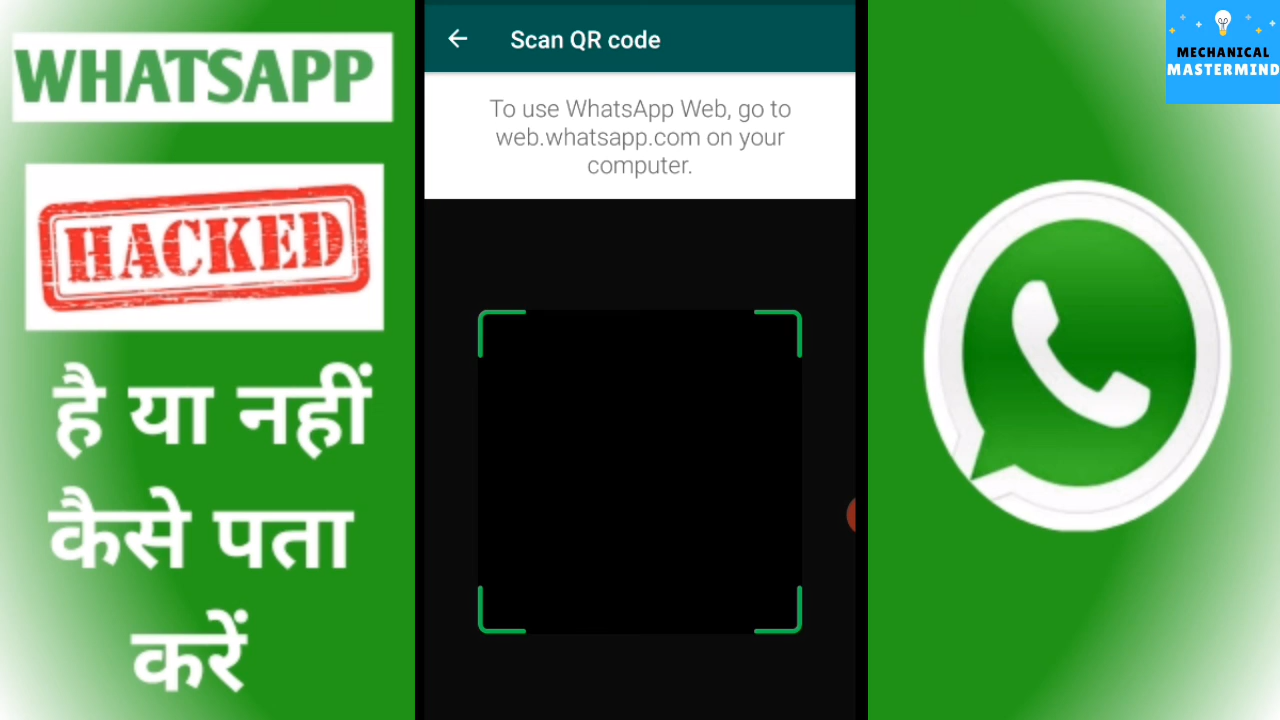 WHATSAPP
HACKED
है या नहीं
कैसे पता
करें
Scan QR code
To use WhatsApp Web, go to
web.whatsapp.com on your
computer.
MECHANICAL
MASTERMIND